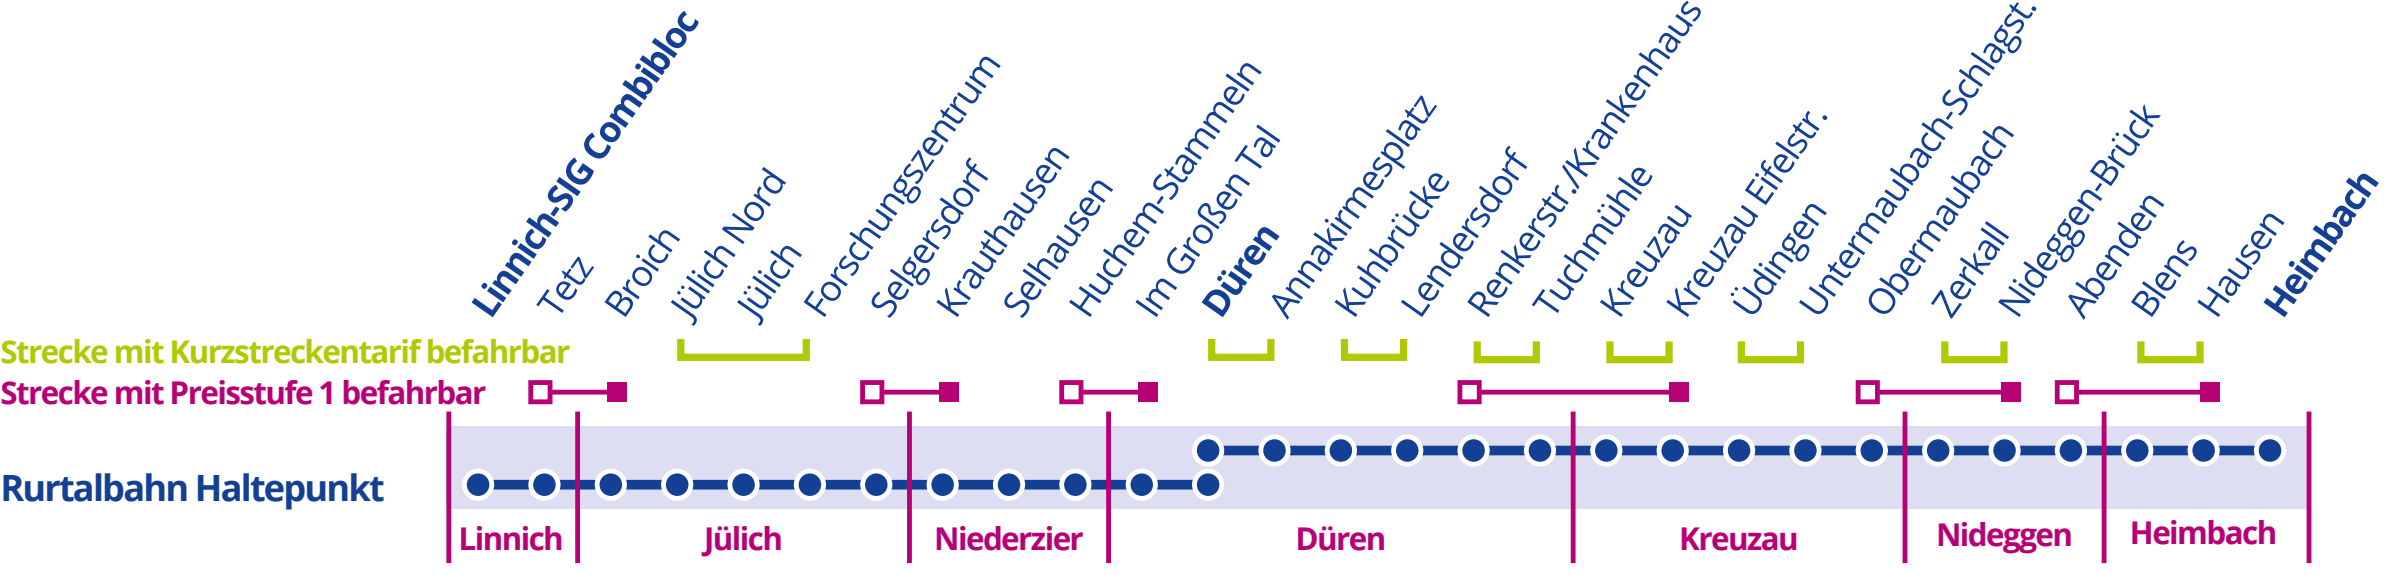 Linnich-SIG Combibloc
Tetz
Broich
Jülich Nord
Jülich
Forschungszentrum
Selgersdorf
Krauthausen
Selhausen
Huchem-Stammeln
Im Großen Tal
Düren
Annakirmesplatz
Kuhbrücke
Lendersdorf
Renkerstr./Krankenhaus
Tuchmühle
Kreuzau
Kreuzau Eifelstr.
Üdingen
Untermaubach-Schlagst.
Obermaubach
Zerkall
Nideggen-Brück
Abenden
Blens
Hausen
Heimbach
Strecke mit Kurzstreckentarif befahrbar
Strecke mit Preisstufe 1 befahrbar
Rurtalbahn Haltepunkt
Linnich
Jülich
Niederzier
Düren
Kreuzau
Nideggen
Heimbach